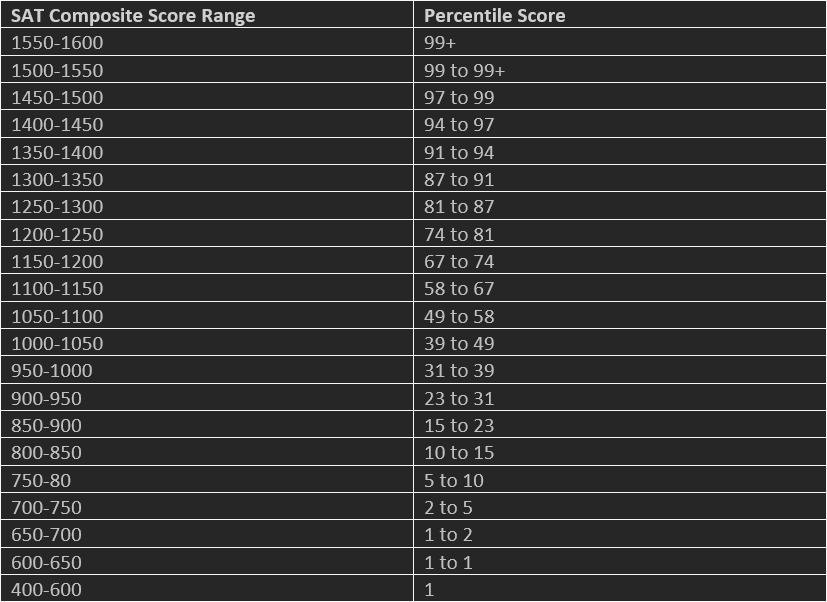 SAT Composite Score Range Percentile Score
1550-1600 99+
1500-1550 99 to 99+
1450-1500 97 to 99
1400-1450 94 to 97
1350-1400 91 to 94
1300-1350 87 to 91
1250-1300 81 to 87
1200-1250 74 to 81
1150-1200 67 to 74
1100-1150 58 to 67
1050-1100 49 to 58
1000-1050 39 to 49
950-1000 31 to 39
900-950 23 to 31
850-900 15 to 23
800-850 10 to 15
750-80 5 to 10
700-750 2 to 5
650-700 1 to 2
600-650 1 to 1
400-600 1